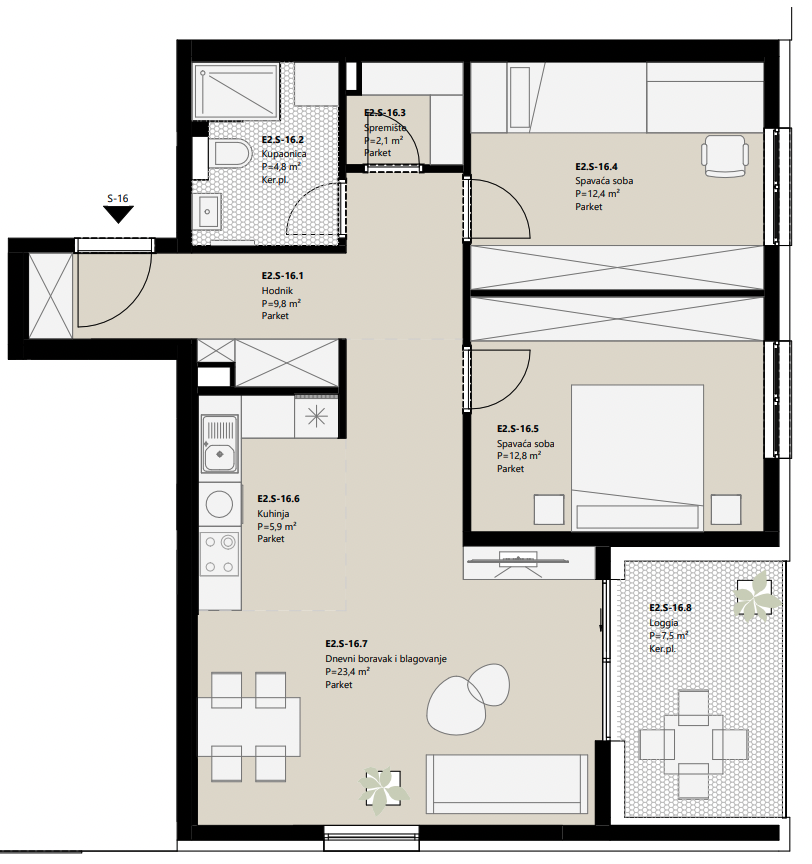 E2.S-16.2
Kupaonica
P=4,8 m²
Ker.pl.
E2.S-16.3
Spremište
P=2,1 m²
Parket
E2.S-16.4
Spavaća soba
P=12,4 m²
Parket
S-16
E2.S-16.1
Hodnik
P=9,8 m²
Parket
E2.S-16.5
Spavaća soba
P=12,8 m²
Parket
E2.S-16.6
Kuhinja
P=5,9 m²
Parket
E2.S-16.8
Loggia
P=7,5 m²
Ker.pl.
E2.S-16.7
Dnevni boravak i blagovanje
P=23,4 m²
Parket